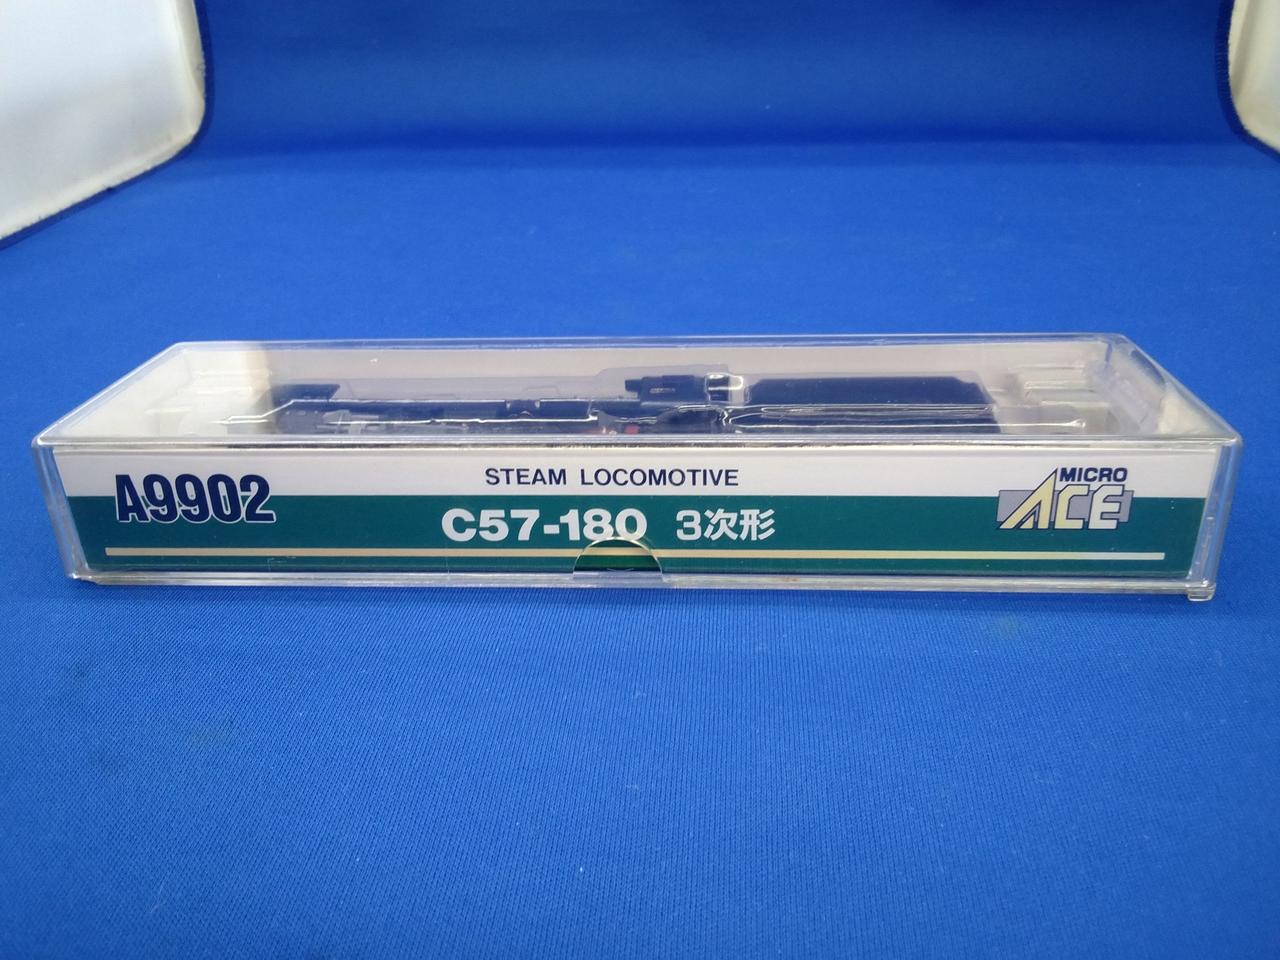 A9902
STEAM LOCOMOTIVE
C57-180 3次形
MICRO
ACE